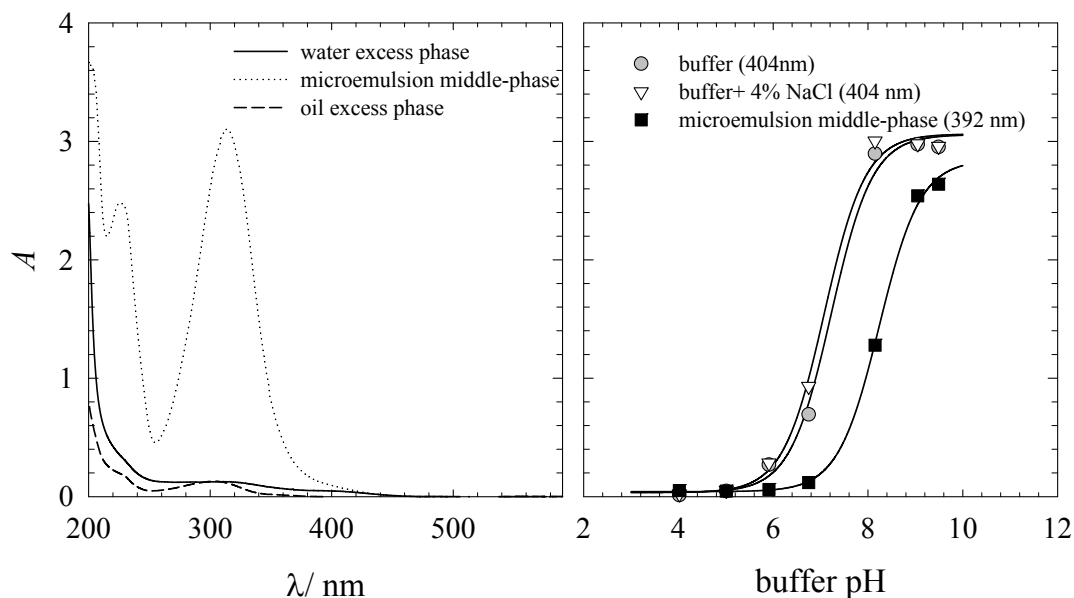 4
3
2
1
0
A
200
300
400
500
λ/ nm
water excess phase
microemulsion middle-phase
oil excess phase
buffer (404nm)
buffer+ 4% NaCl (404 nm)
microemulsion middle-phase (392 nm)
2
4
6
8
10
12
buffer pH